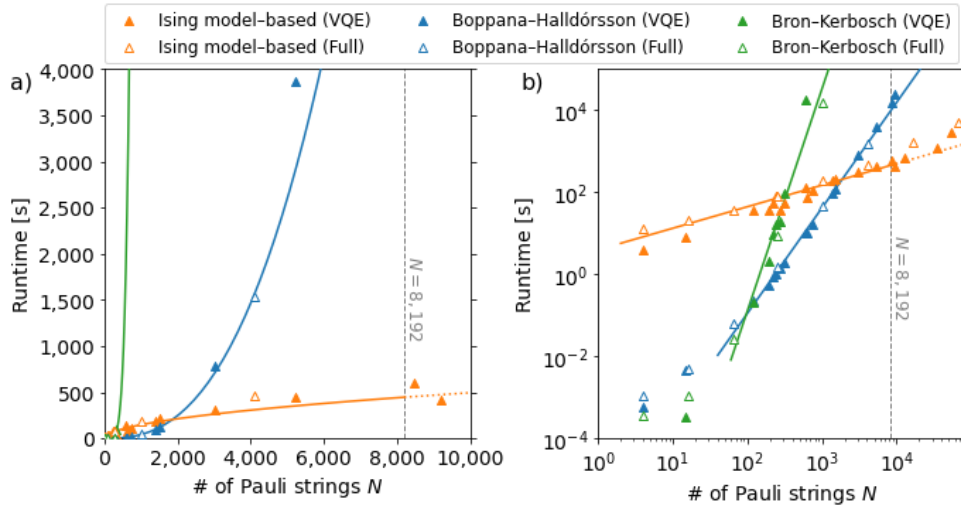 Ising model–based (VQE) Boppana–Halldórsson (VQE) Bron–Kerbosch (VQE)
Ising model–based (Full) Boppana–Halldórsson (Full) Bron–Kerbosch (Full)
a)
4,000
3,500
3,000
2,500
2,000
1,500
1,000
500
0
Runtime [s]
N = 8,192
0 2,000 4,000 6,000 8,000 10,000
# of Pauli strings N
b)
10^4
10^2
10^0
10^−2
10^−4
Runtime [s]
N = 8,192
10^0 10^1 10^2 10^3 10^4
# of Pauli strings N